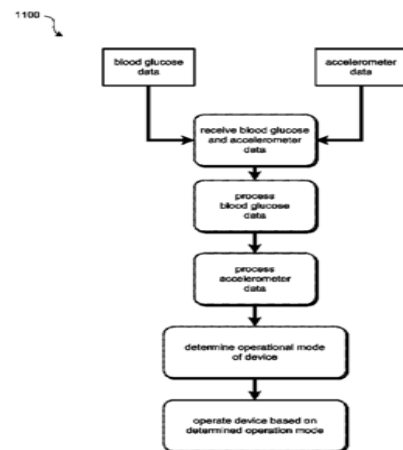 1100
blood glucose
data
accelerometer
data
receive blood glucose
and accelerometer
data
process
blood glucose
data
process
accelerometer
data
determine operational mode
of device
operate device based on
determined operation mode